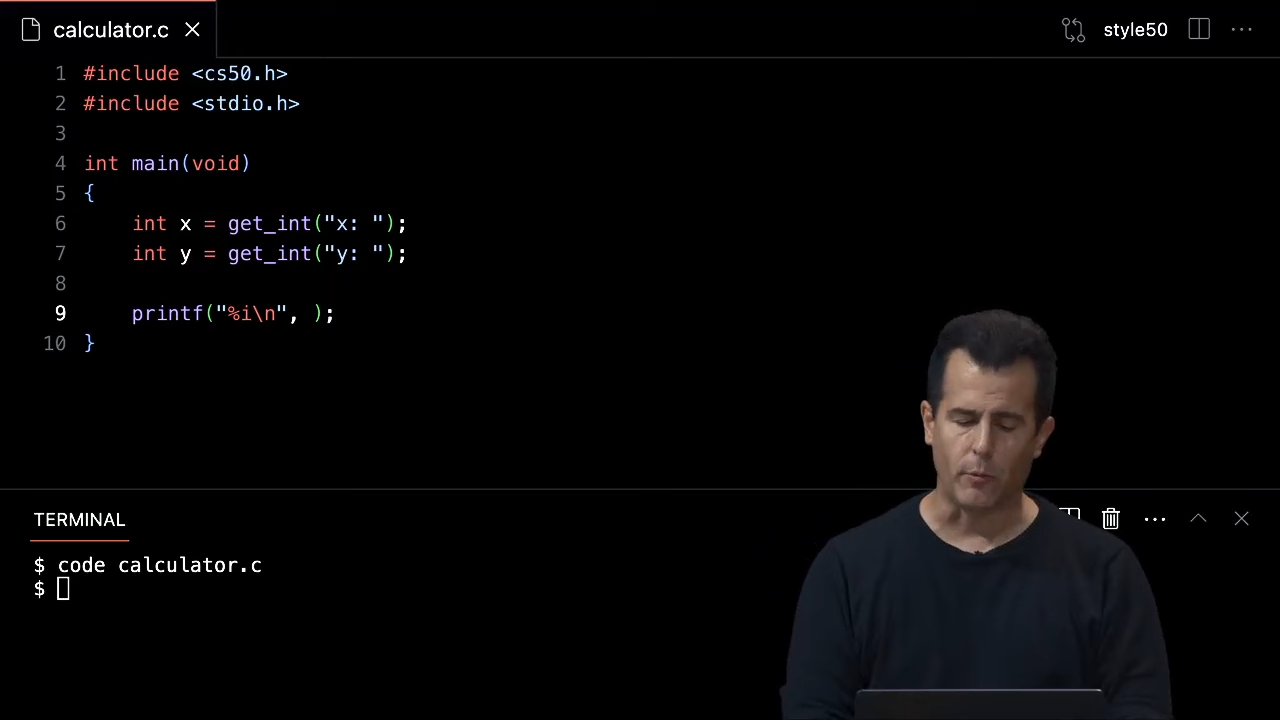 calculator.c
style50
1 #include <cs50.h>
2 #include <stdio.h>
3
4 int main(void)
5 {
6     int x = get_int("x: ");
7     int y = get_int("y: ");
8
9     printf("%i\n", );
10 }
TERMINAL
$ code calculator.c
$